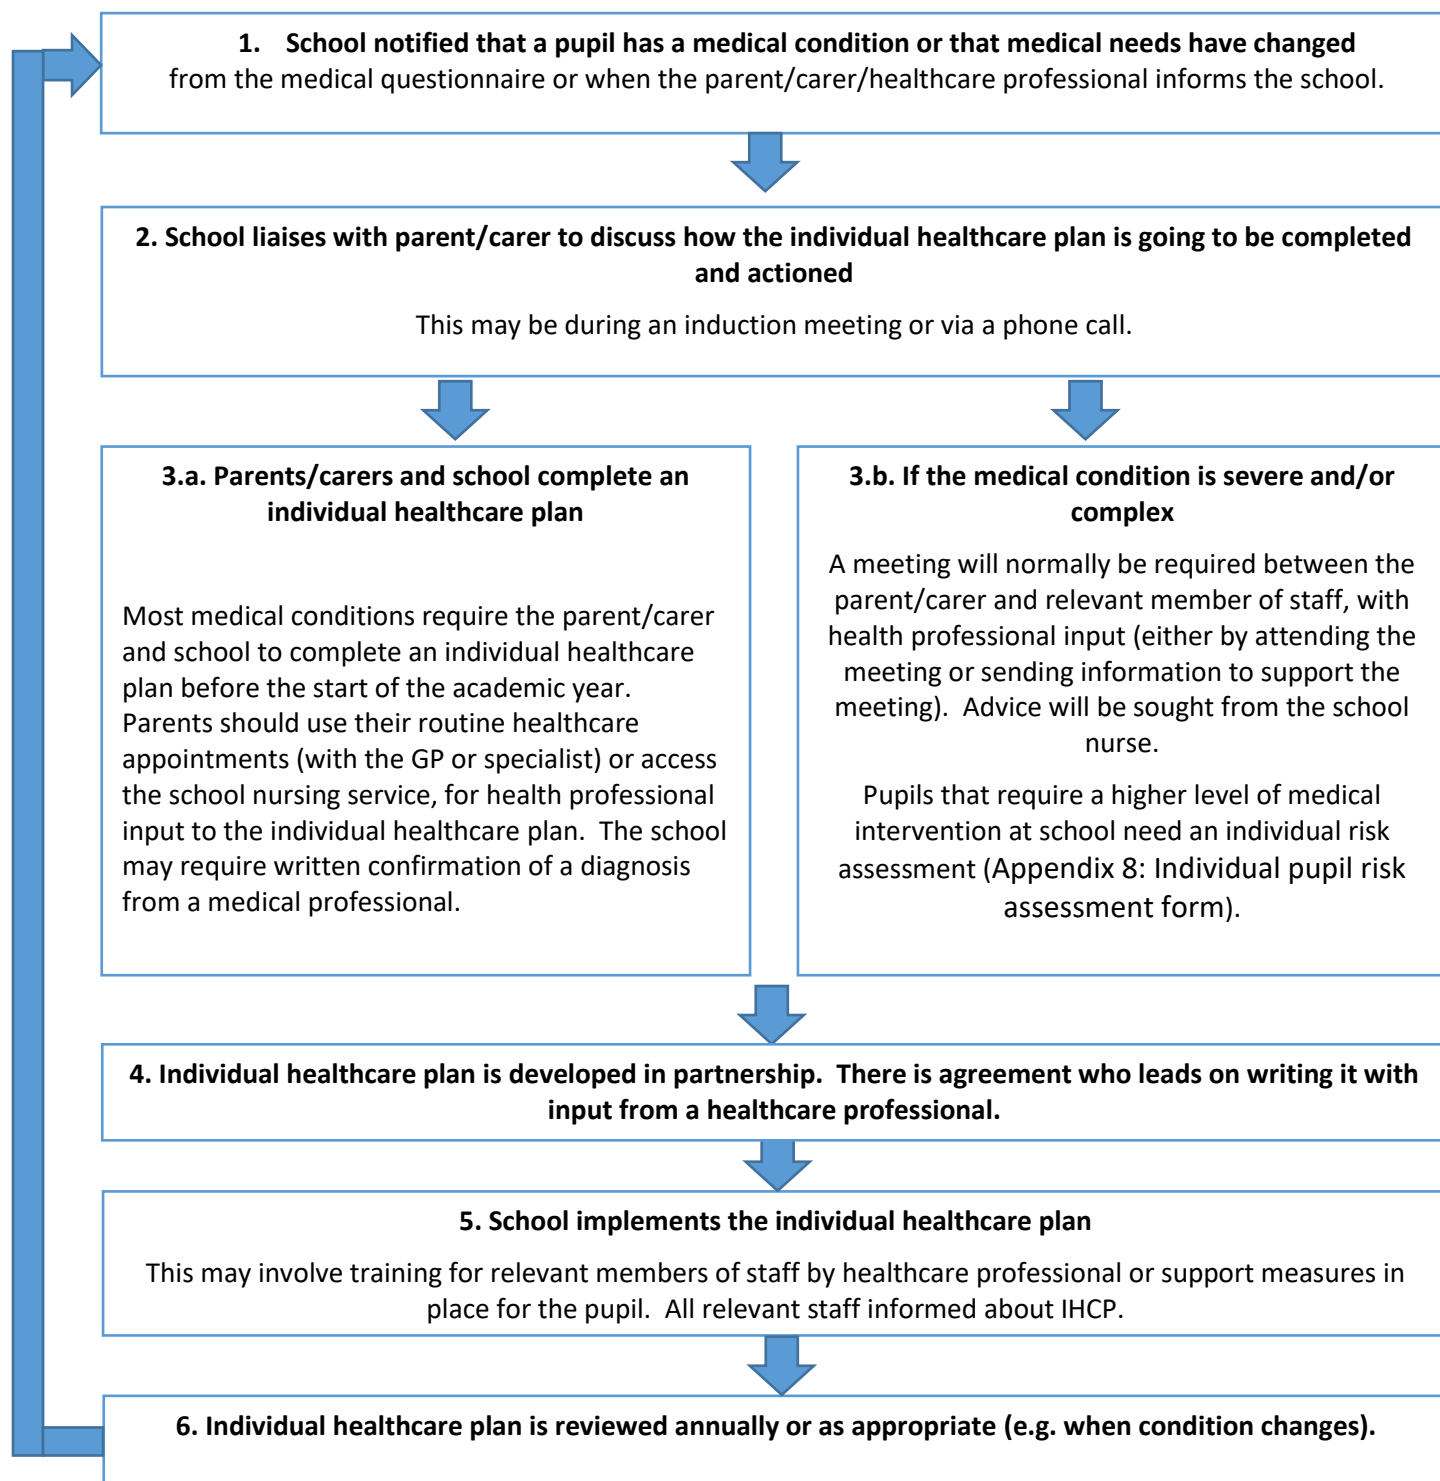 1. School notified that a pupil has a medical condition or that medical needs have changed
from the medical questionnaire or when the parent/carer/healthcare professional informs the school.
2. School liaises with parent/carer to discuss how the individual healthcare plan is going to be completed
and actioned
This may be during an induction meeting or via a phone call.
3.a. Parents/carers and school complete an
individual healthcare plan
Most medical conditions require the parent/carer
and school to complete an individual healthcare
plan before the start of the academic year.
Parents should use their routine healthcare
appointments (with the GP or specialist) or access
the school nursing service, for health professional
input to the individual healthcare plan. The school
may require written confirmation of a diagnosis
from a medical professional.
3.b. If the medical condition is severe and/or
complex
A meeting will normally be required between the
parent/carer and relevant member of staff, with
health professional input (either by attending the
meeting or sending information to support the
meeting). Advice will be sought from the school
nurse.
Pupils that require a higher level of medical
intervention at school need an individual risk
assessment (Appendix 8: Individual pupil risk
assessment form).
4. Individual healthcare plan is developed in partnership. There is agreement who leads on writing it with
input from a healthcare professional.
5. School implements the individual healthcare plan
This may involve training for relevant members of staff by healthcare professional or support measures in
place for the pupil. All relevant staff informed about IHCP.
6. Individual healthcare plan is reviewed annually or as appropriate (e.g. when condition changes).